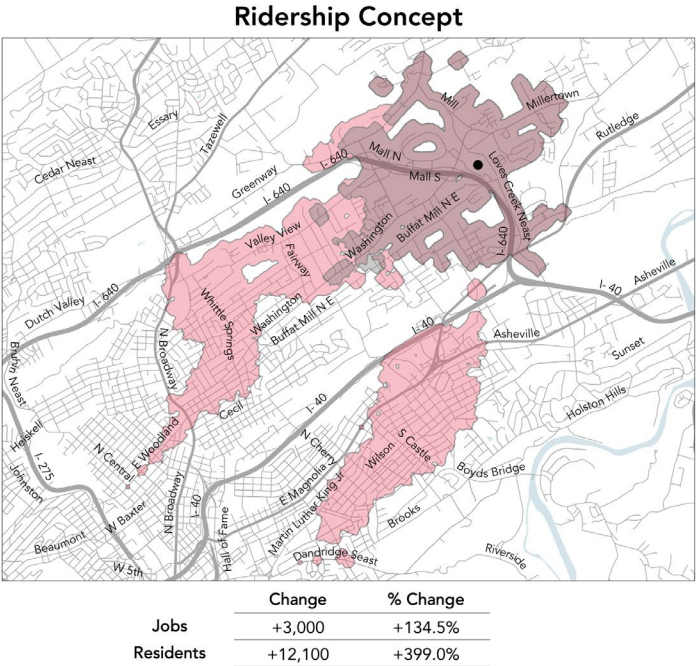 Ridership Concept
Mill
Millertown
Essary
Tazewell
Rutledge
Cedar Neast
Mall N
I- 640
Mall S
Loves Creek Neast
Greenway
I- 640
Washington
Buffat Mill N E
Valley View
Fairway
I-640
Asheville
I- 40
Dutch Valley
I- 640
Whittle Springs
Washington
Buffat Mill N E
I-40
Asheville
N Broadway
Sunset
Bruhin Neast
Cecil
I- 40
Holston Hills
Heiskell
E Woodland
N Central
N Cherry
S Castle
Wilson
I- 275
Johnston
E Magnolia
Boyds Bridge
N Broadway
I- 40
W Baxter
Martin Luther King Jr
Brooks
Hall of Fame
Beaumont
Dandridge Seast
Riverside
W 5th
Change % Change
Jobs +3,000 +134.5%
Residents +12,100 +399.0%